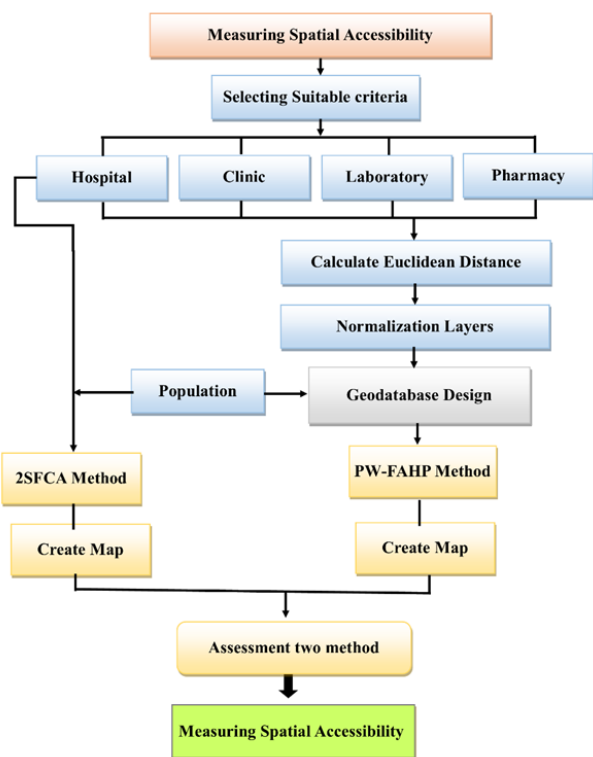 Measuring Spatial Accessibility
Selecting Suitable criteria
Hospital
Clinic
Laboratory
Pharmacy
Calculate Euclidean Distance
Normalization Layers
Population
Geodatabase Design
2SFCA Method
PW-FAHP Method
Create Map
Create Map
Assessment two method
Measuring Spatial Accessibility